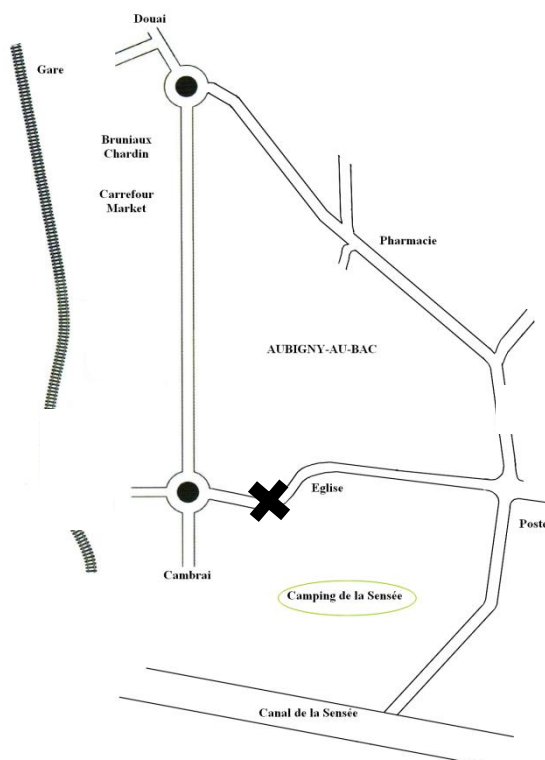 Douai
Gare
Bruniaux
Chardin
Carrefour
Market
Pharmacie
AUBIGNY-AU-BAC
Eglise
Poste
Cambrai
Camping de la Sensée
Canal de la Sensée